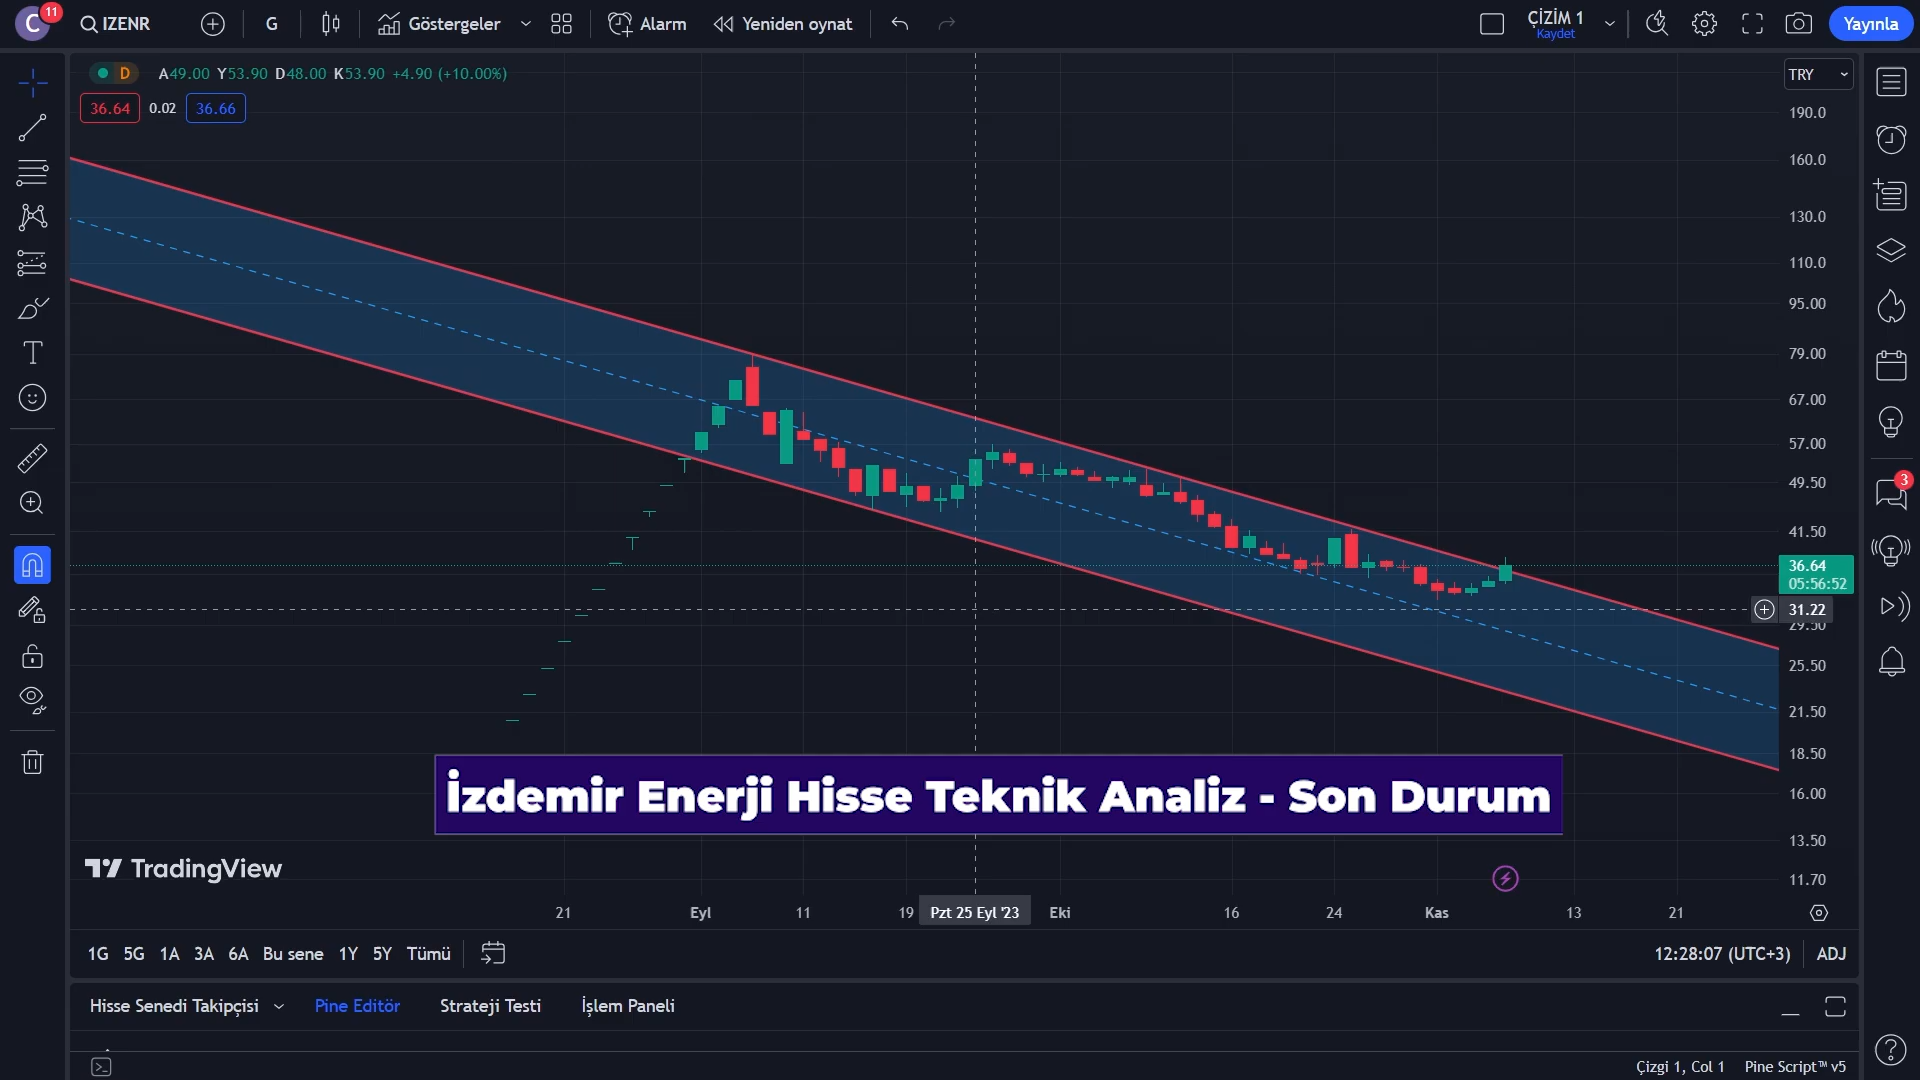 C 11 IZENR G Göstergeler Alarm Yeniden oynat ÇİZİM 1 Yayınla
Kaydet
D A49.00 Y53.90 D48.00 K53.90 +4.90 (+10.00%) TRY
36.64 0.02 36.66
190.0
160.0
130.0
110.0
95.00
79.00
67.00
57.00
49.50
3
41.50
36.64
05:56:52
31.22
29.50
25.50
21.50
18.50
İzdemir Enerji Hisse Teknik Analiz - Son Durum
16.00
13.50
TradingView
11.70
21 Eyl 11 19 Pzt 25 Eyl '23 Eki 16 24 Kas 13 21
1G 5G 1A 3A 6A Bu sene 1Y 5Y Tümü 12:28:07 (UTC+3) ADJ
Hisse Senedi Takipçisi Pine Editör Strateji Testi İşlem Paneli
Çizgi 1, Col 1 Pine Script™ v5